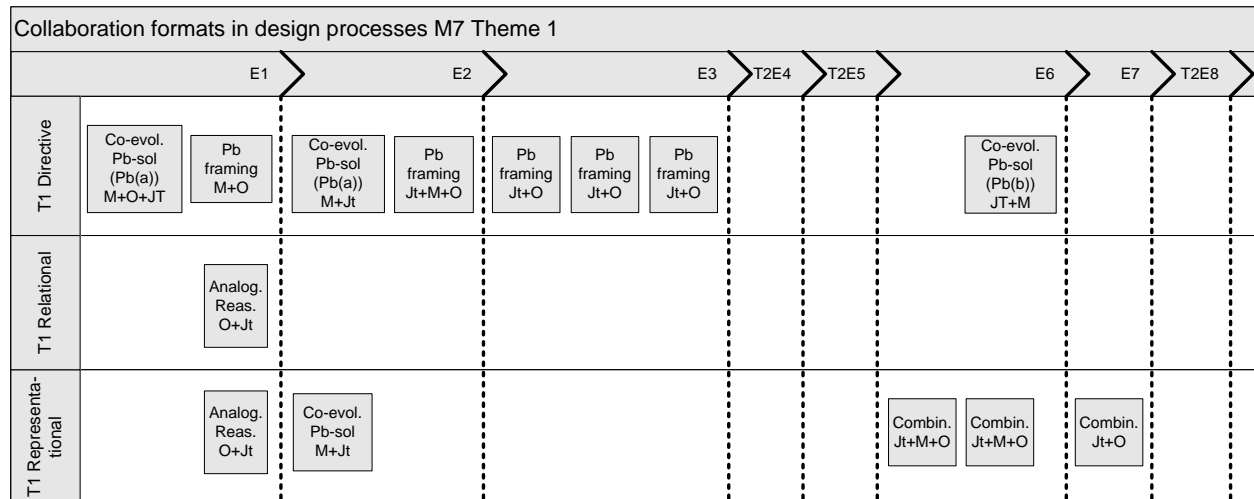 Collaboration formats in design processes M7 Theme 1
E1
E2
E3
T2E4
T2E5
E6
E7
T2E8
T1 Directive
Co-evol.
Pb-sol
(Pb(a))
M+O+JT
Pb
framing
M+O
Co-evol.
Pb-sol
(Pb(a))
M+Jt
Pb
framing
Jt+M+O
Pb
framing
Jt+O
Pb
framing
Jt+O
Pb
framing
Jt+O
Co-evol.
Pb-sol
(Pb(b))
JT+M
T1 Relational
Analog.
Reas.
O+Jt
T1 Representa-
tional
Analog.
Reas.
O+Jt
Co-evol.
Pb-sol
M+Jt
Combin.
Jt+M+O
Combin.
Jt+M+O
Combin.
Jt+O